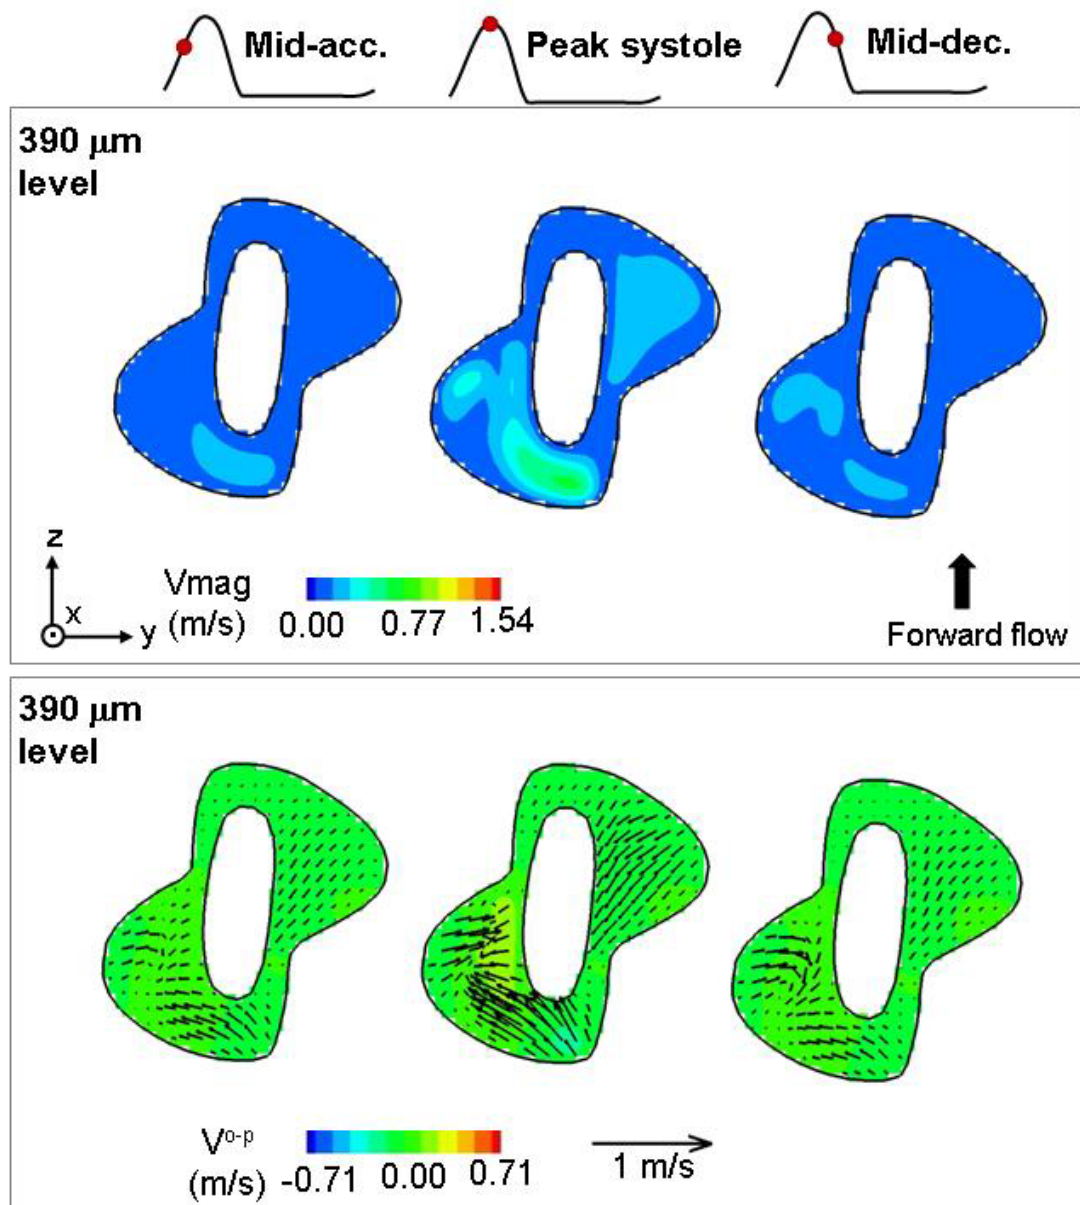 Mid-acc. Peak systole Mid-dec.
390 μm
level
z
x
y
Vmag
(m/s)
0.00 0.77 1.54
Forward flow
390 μm
level
V^o-p
(m/s)
-0.71 0.00 0.71
1 m/s